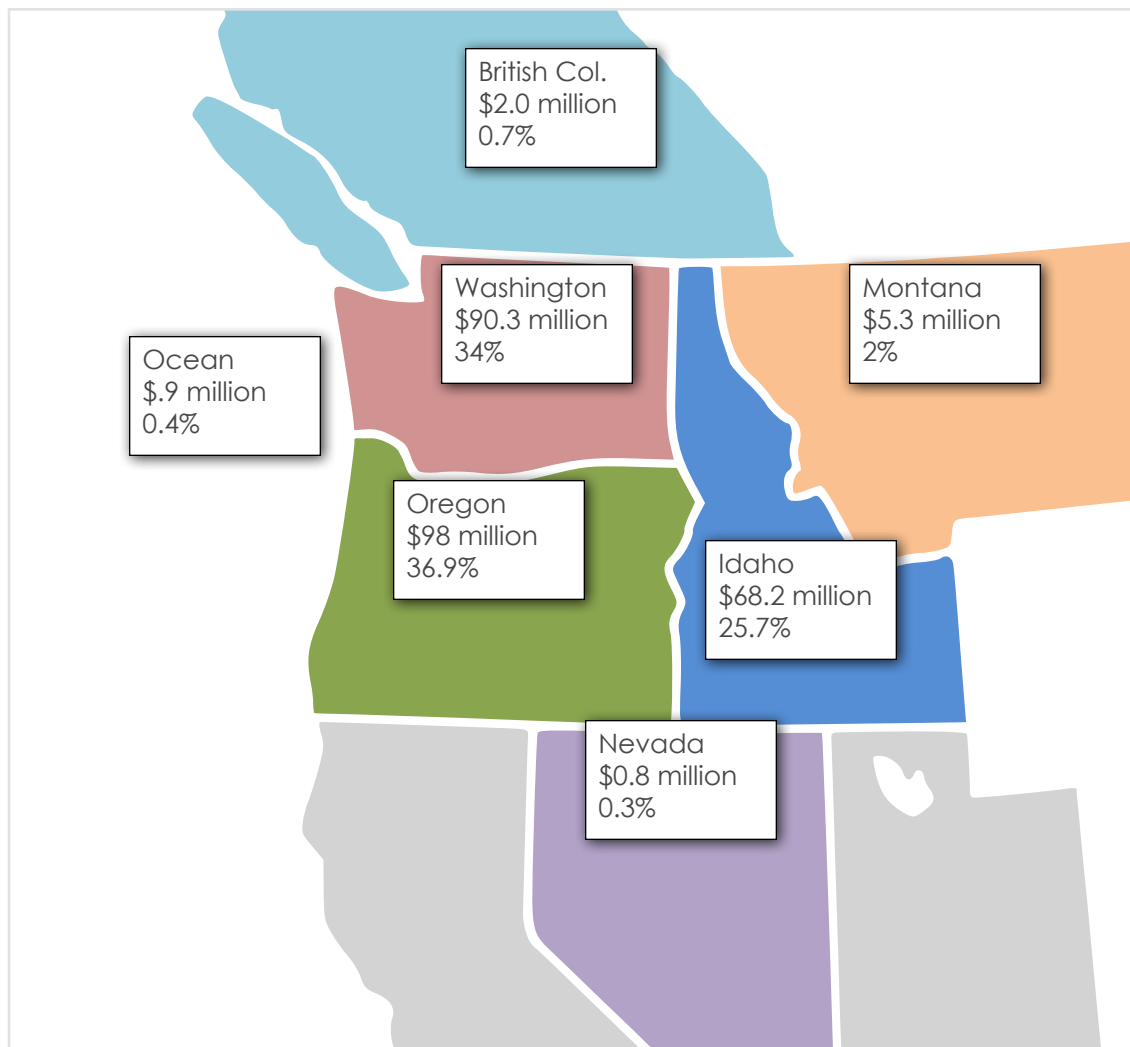 British Col.
$2.0 million
0.7%
Washington
$90.3 million
34%
Montana
$5.3 million
2%
Ocean
$.9 million
0.4%
Oregon
$98 million
36.9%
Idaho
$68.2 million
25.7%
Nevada
$0.8 million
0.3%